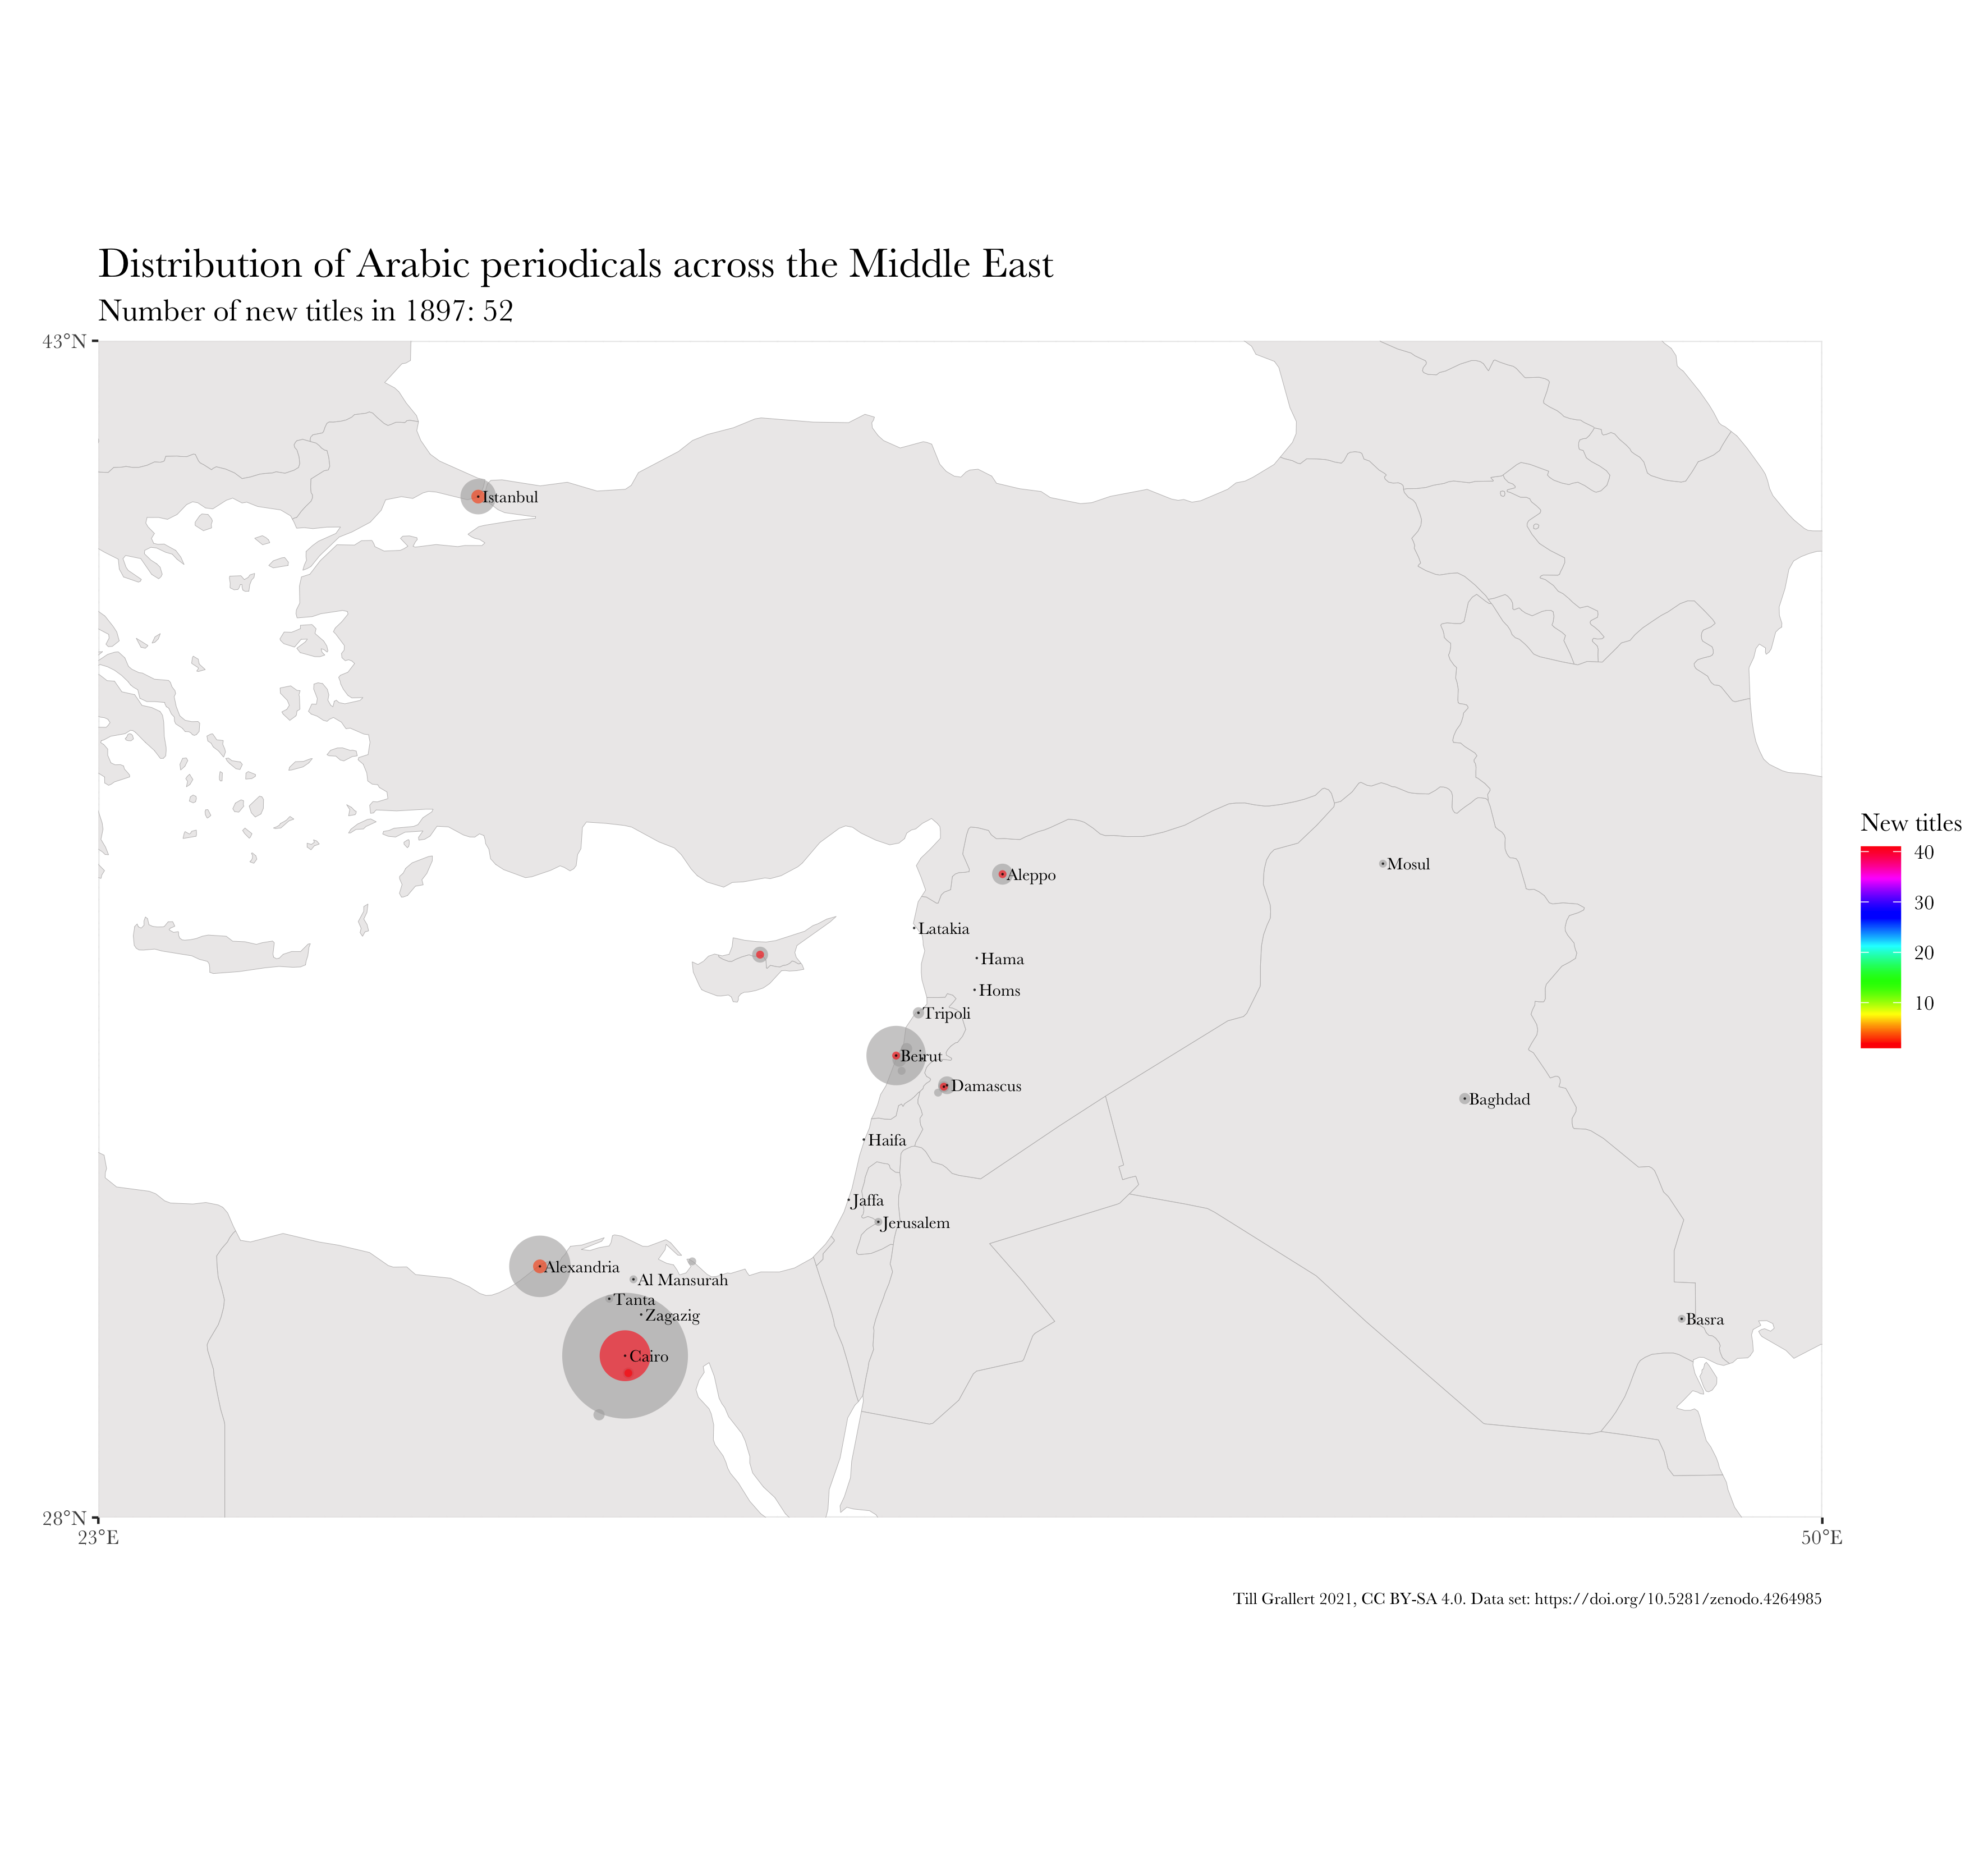 Distribution of Arabic periodicals across the Middle East
Number of new titles in 1897: 52
43°N
Istanbul
New titles
40
30
20
10
Mosul
Aleppo
Latakia
Hama
Homs
Tripoli
Beirut
Damascus
Baghdad
Haifa
Jaffa
Jerusalem
Alexandria
Al Mansurah
Tanta
Zagazig
Basra
Cairo
28°N
23°E
50°E
Till Grallert 2021, CC BY-SA 4.0. Data set: https://doi.org/10.5281/zenodo.4264985